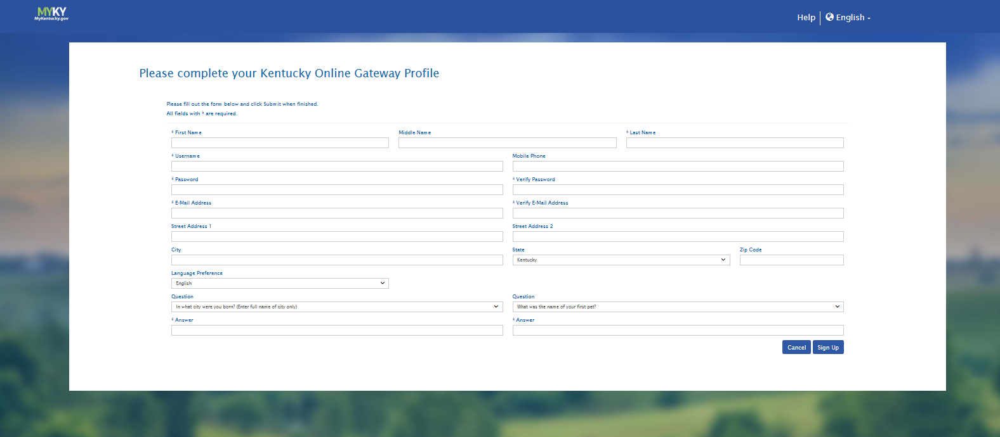 MYKY
MyKentucky.gov
Help
English
Please complete your Kentucky Online Gateway Profile
Please fill out the form below and click Submit when finished.
All fields with * are required.
* First Name Middle Name * Last Name
* Username Mobile Phone
* Password * Verify Password
* E-Mail Address * Verify E-Mail Address
Street Address 1 Street Address 2
City State Zip Code
Kentucky
Language Preference
English
Question Question
In what city were you born? (Enter full name of city only) What was the name of your first pet?
* Answer * Answer
Cancel Sign Up